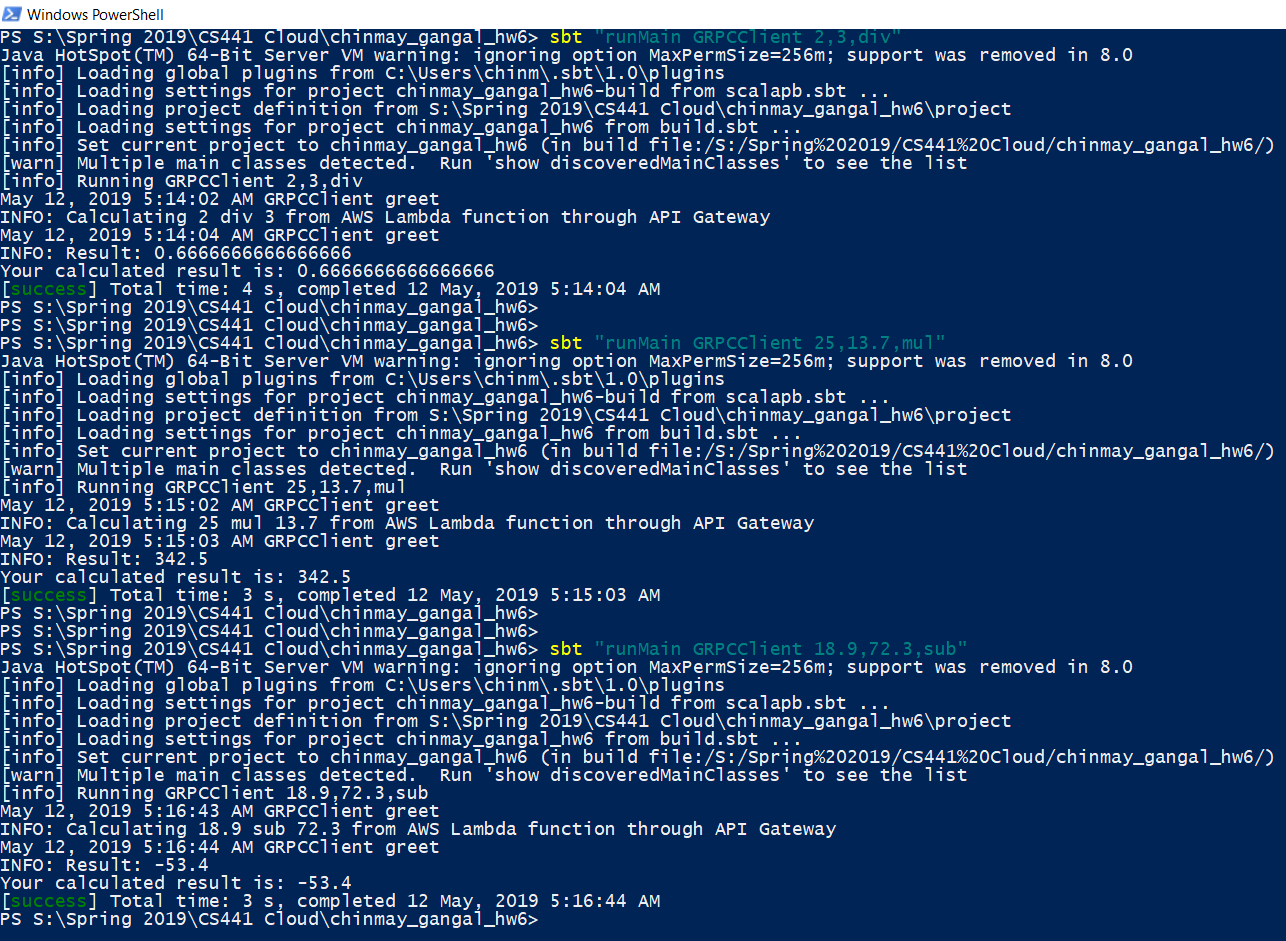 Windows PowerShell
PS S:\Spring 2019\CS441 Cloud\chinmay_gangal_hw6> sbt "runMain GRPCClient 2,3,div"
Java HotSpot(TM) 64-Bit Server VM warning: ignoring option MaxPermSize=256m; support was removed in 8.0
[info] Loading global plugins from C:\Users\chinm\.sbt\1.0\plugins
[info] Loading settings for project chinmay_gangal_hw6-build from scalapb.sbt ...
[info] Loading project definition from S:\Spring 2019\CS441 Cloud\chinmay_gangal_hw6\project
[info] Loading settings for project chinmay_gangal_hw6 from build.sbt ...
[info] Set current project to chinmay_gangal_hw6 (in build file:/S:/Spring%202019/CS441%20Cloud/chinmay_gangal_hw6/)
[warn] Multiple main classes detected.  Run 'show discoveredMainClasses' to see the list
[info] Running GRPCClient 2,3,div
May 12, 2019 5:14:02 AM GRPCClient greet
INFO: Calculating 2 div 3 from AWS Lambda function through API Gateway
May 12, 2019 5:14:04 AM GRPCClient greet
INFO: Result: 0.6666666666666666
Your calculated result is: 0.6666666666666666
[success] Total time: 4 s, completed 12 May, 2019 5:14:04 AM
PS S:\Spring 2019\CS441 Cloud\chinmay_gangal_hw6>
PS S:\Spring 2019\CS441 Cloud\chinmay_gangal_hw6>
PS S:\Spring 2019\CS441 Cloud\chinmay_gangal_hw6> sbt "runMain GRPCClient 25,13.7,mul"
Java HotSpot(TM) 64-Bit Server VM warning: ignoring option MaxPermSize=256m; support was removed in 8.0
[info] Loading global plugins from C:\Users\chinm\.sbt\1.0\plugins
[info] Loading settings for project chinmay_gangal_hw6-build from scalapb.sbt ...
[info] Loading project definition from S:\Spring 2019\CS441 Cloud\chinmay_gangal_hw6\project
[info] Loading settings for project chinmay_gangal_hw6 from build.sbt ...
[info] Set current project to chinmay_gangal_hw6 (in build file:/S:/Spring%202019/CS441%20Cloud/chinmay_gangal_hw6/)
[warn] Multiple main classes detected.  Run 'show discoveredMainClasses' to see the list
[info] Running GRPCClient 25,13.7,mul
May 12, 2019 5:15:02 AM GRPCClient greet
INFO: Calculating 25 mul 13.7 from AWS Lambda function through API Gateway
May 12, 2019 5:15:03 AM GRPCClient greet
INFO: Result: 342.5
Your calculated result is: 342.5
[success] Total time: 3 s, completed 12 May, 2019 5:15:03 AM
PS S:\Spring 2019\CS441 Cloud\chinmay_gangal_hw6>
PS S:\Spring 2019\CS441 Cloud\chinmay_gangal_hw6>
PS S:\Spring 2019\CS441 Cloud\chinmay_gangal_hw6> sbt "runMain GRPCClient 18.9,72.3,sub"
Java HotSpot(TM) 64-Bit Server VM warning: ignoring option MaxPermSize=256m; support was removed in 8.0
[info] Loading global plugins from C:\Users\chinm\.sbt\1.0\plugins
[info] Loading settings for project chinmay_gangal_hw6-build from scalapb.sbt ...
[info] Loading project definition from S:\Spring 2019\CS441 Cloud\chinmay_gangal_hw6\project
[info] Loading settings for project chinmay_gangal_hw6 from build.sbt ...
[info] Set current project to chinmay_gangal_hw6 (in build file:/S:/Spring%202019/CS441%20Cloud/chinmay_gangal_hw6/)
[warn] Multiple main classes detected.  Run 'show discoveredMainClasses' to see the list
[info] Running GRPCClient 18.9,72.3,sub
May 12, 2019 5:16:43 AM GRPCClient greet
INFO: Calculating 18.9 sub 72.3 from AWS Lambda function through API Gateway
May 12, 2019 5:16:44 AM GRPCClient greet
INFO: Result: -53.4
Your calculated result is: -53.4
[success] Total time: 3 s, completed 12 May, 2019 5:16:44 AM
PS S:\Spring 2019\CS441 Cloud\chinmay_gangal_hw6>